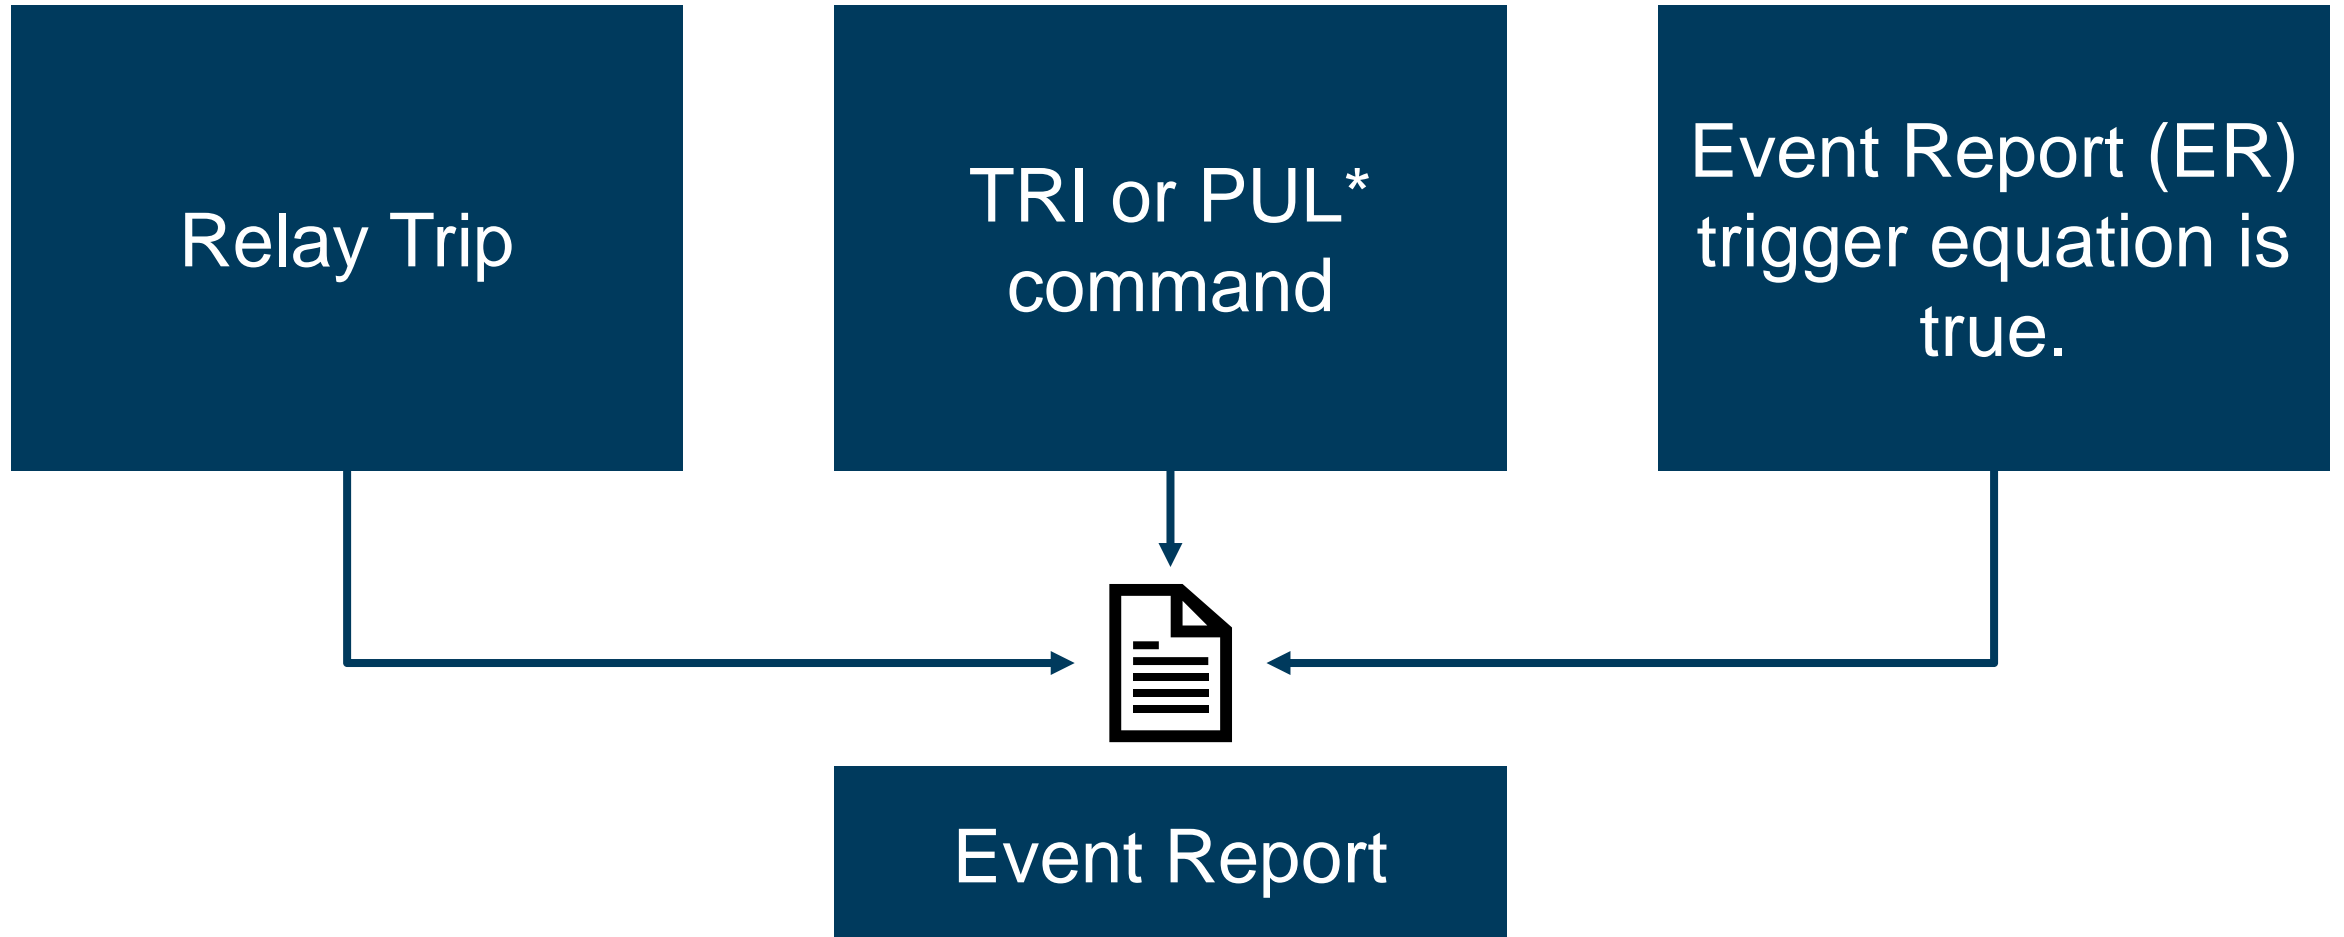 Relay Trip
TRI or PUL*
command
Event Report (ER)
trigger equation is
true.
Event Report